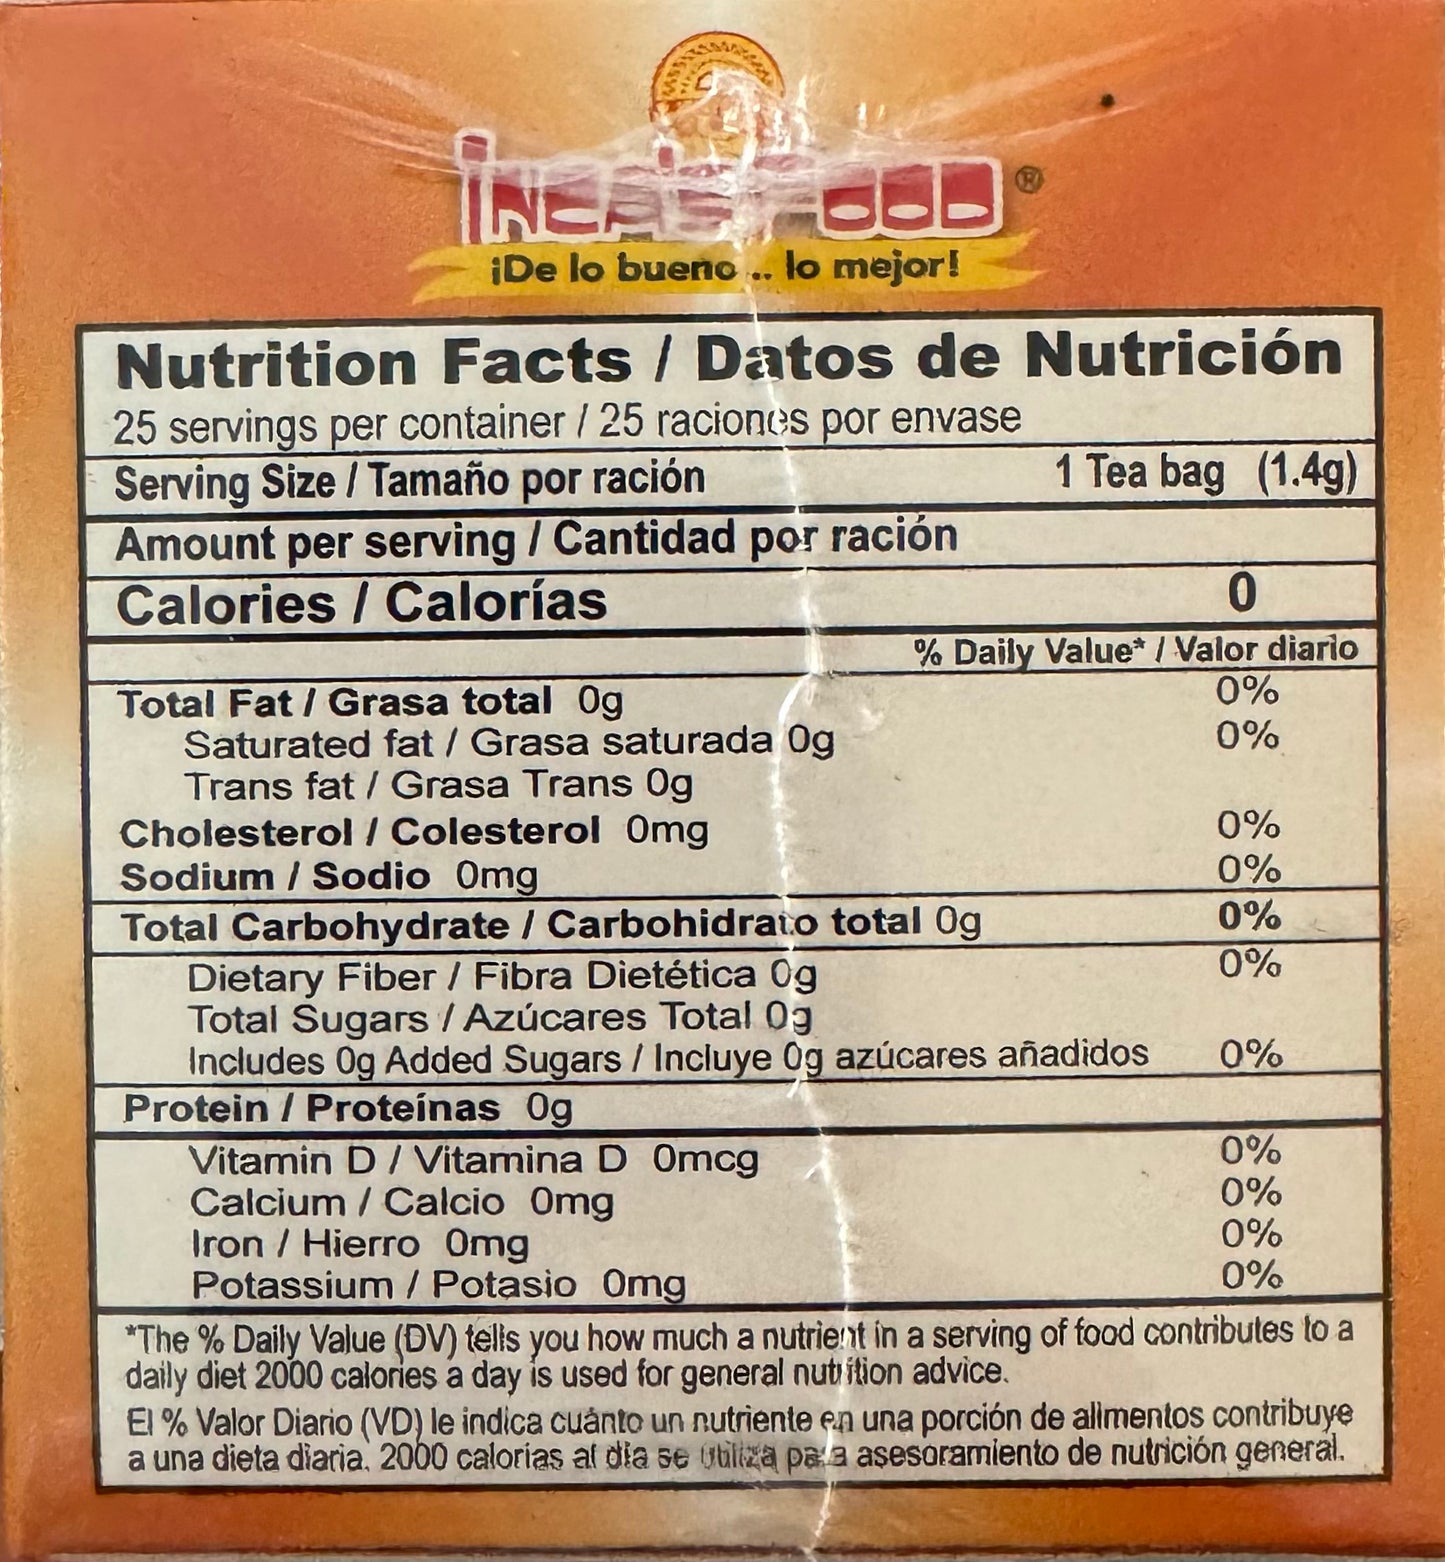 INCA'S FOOD ®
¡De lo bueno... lo mejor!
Nutrition Facts / Datos de Nutrición
25 servings per container / 25 raciones por envase
Serving Size / Tamaño por ración 1 Tea bag (1.4g)
Amount per serving / Cantidad por ración
Calories / Calorías 0
% Daily Value* / Valor diario
Total Fat / Grasa total 0g 0%
Saturated fat / Grasa saturada 0g 0%
Trans fat / Grasa Trans 0g
Cholesterol / Colesterol 0mg 0%
Sodium / Sodio 0mg 0%
Total Carbohydrate / Carbohidrato total 0g 0%
Dietary Fiber / Fibra Dietética 0g 0%
Total Sugars / Azúcares Total 0g
Includes 0g Added Sugars / Incluye 0g azúcares añadidos 0%
Protein / Proteínas 0g
Vitamin D / Vitamina D 0mcg 0%
Calcium / Calcio 0mg 0%
Iron / Hierro 0mg 0%
Potassium / Potasio 0mg 0%
*The % Daily Value (DV) tells you how much a nutrient in a serving of food contributes to a
daily diet 2000 calories a day is used for general nutrition advice.
El % Valor Diario (VD) le indica cuánto un nutriente en una porción de alimentos contribuye
a una dieta diaria. 2000 calorias al día se utiliza para asesoramiento de nutrición general.